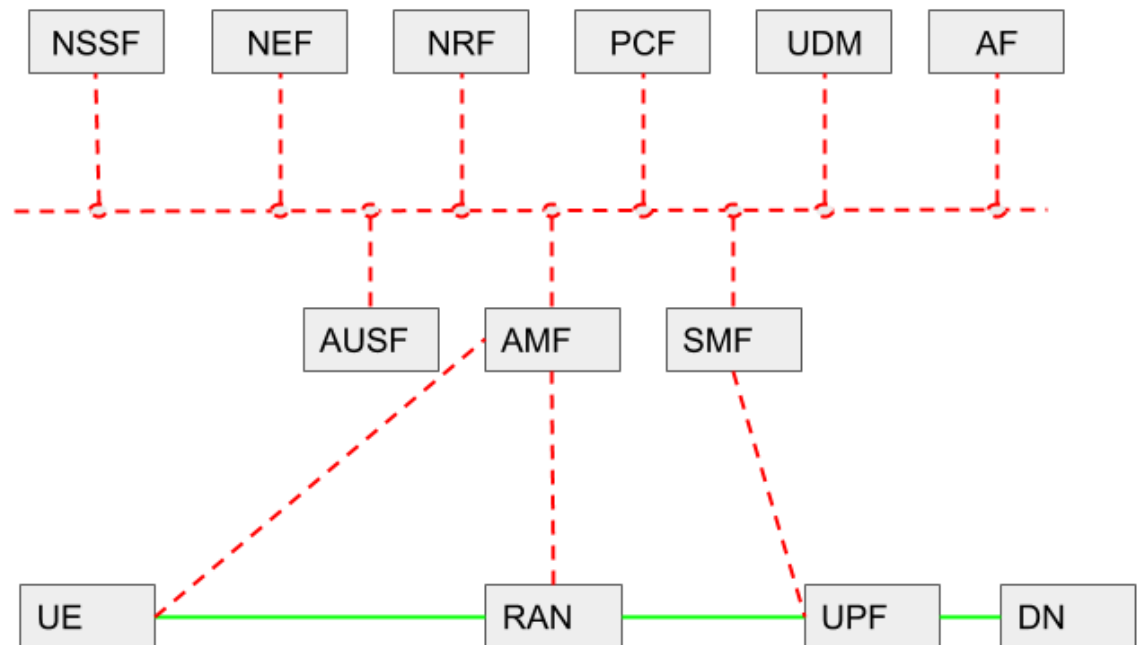 NSSF
NEF
NRF
PCF
UDM
AF
AUSF
AMF
SMF
UE
RAN
UPF
DN